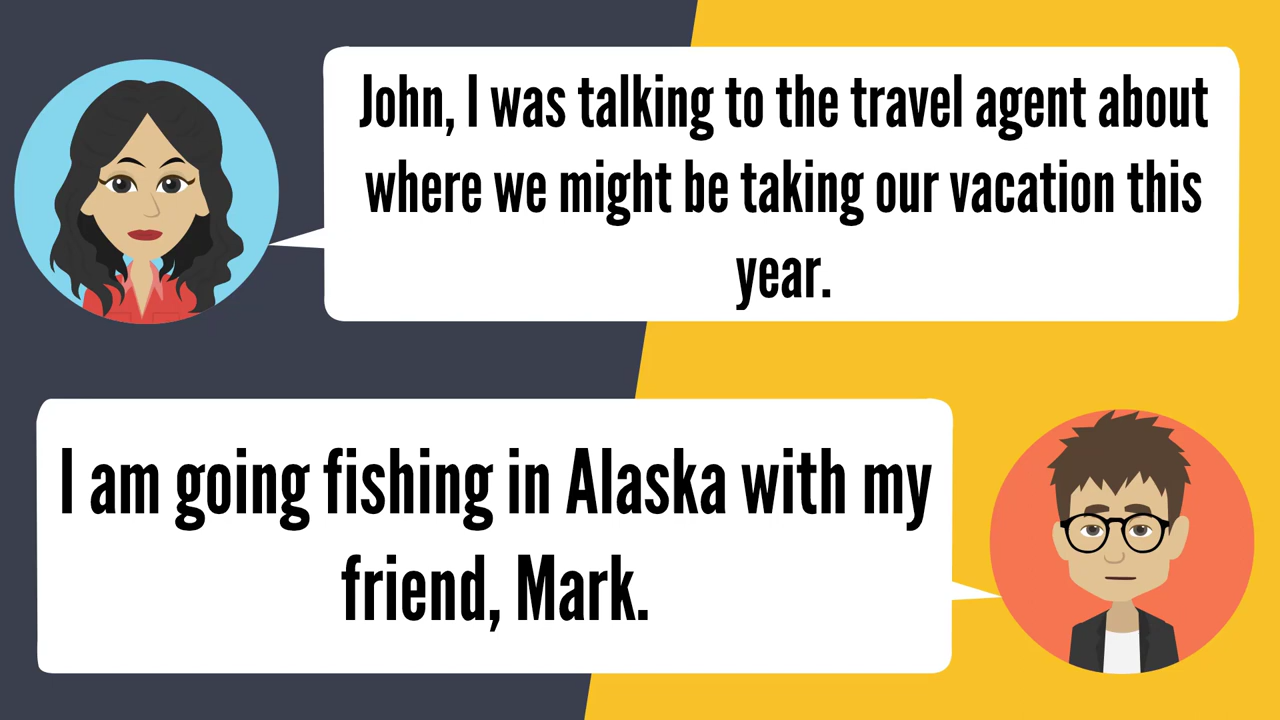 John, I was talking to the travel agent about
where we might be taking our vacation this
year.
I am going fishing in Alaska with my
friend, Mark.